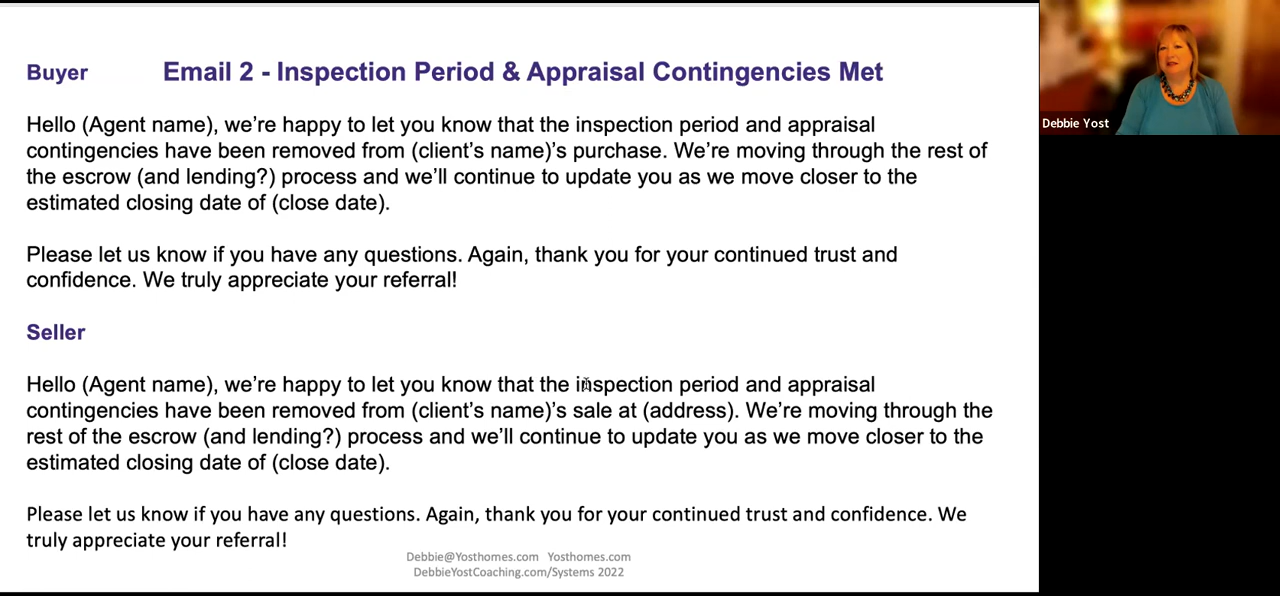 Buyer Email 2 - Inspection Period & Appraisal Contingencies Met
Hello (Agent name), we’re happy to let you know that the inspection period and appraisal
contingencies have been removed from (client’s name)’s purchase. We’re moving through the rest of
the escrow (and lending?) process and we’ll continue to update you as we move closer to the
estimated closing date of (close date).
Please let us know if you have any questions. Again, thank you for your continued trust and
confidence. We truly appreciate your referral!
Seller
Hello (Agent name), we’re happy to let you know that the inspection period and appraisal
contingencies have been removed from (client’s name)’s sale at (address). We’re moving through the
rest of the escrow (and lending?) process and we’ll continue to update you as we move closer to the
estimated closing date of (close date).
Please let us know if you have any questions. Again, thank you for your continued trust and confidence. We
truly appreciate your referral!
Debbie@Yosthomes.com Yosthomes.com
DebbieYostCoaching.com/Systems 2022
Debbie Yost